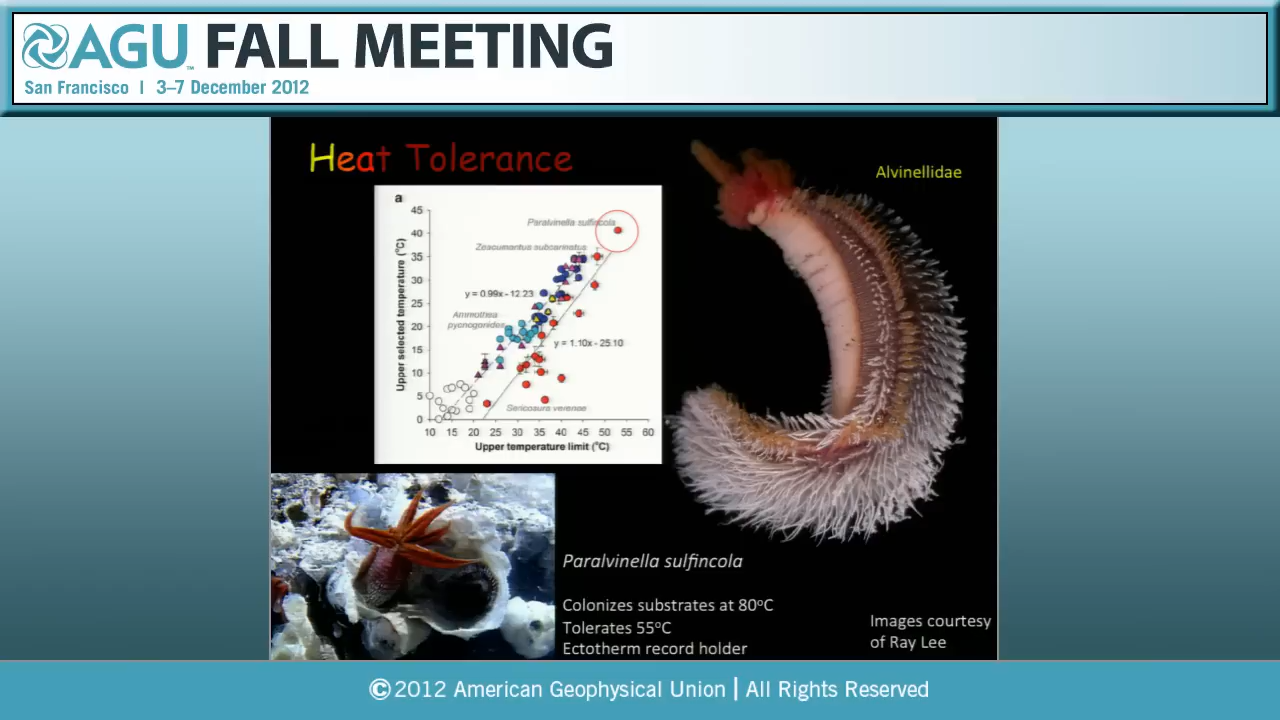 AGU FALL MEETING
San Francisco | 3–7 December 2012
Heat Tolerance
Alvinellidae
a
Upper selected temperature (°C)
45
40
35
30
25
20
15
10
5
0
Paralvinella sulfincola
Zeacumantus subcarinatus
y = 0.99x - 12.23
Ammothea
pycnogonides
y = 1.10x - 25.10
Sericosura verenae
10 15 20 25 30 35 40 45 50 55 60
Upper temperature limit (°C)
Paralvinella sulfincola
Colonizes substrates at 80°C
Tolerates 55°C
Ectotherm record holder
Images courtesy
of Ray Lee
©2012 American Geophysical Union | All Rights Reserved